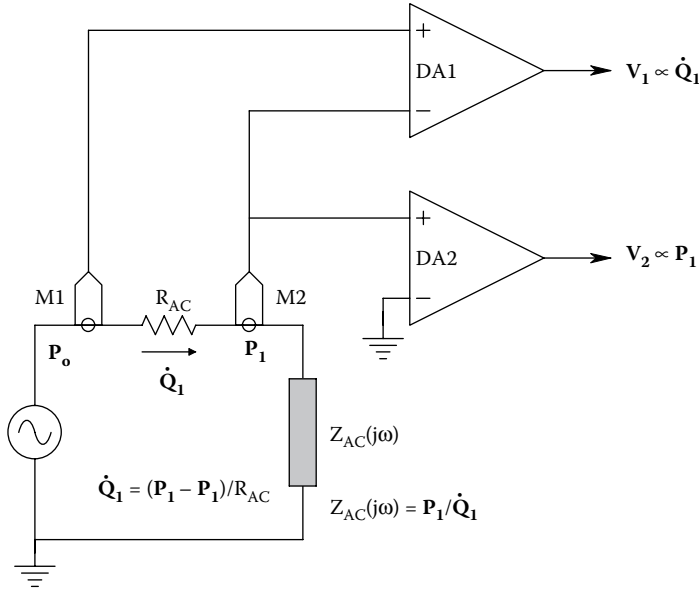 +
DA1
−
V₁ ∝ Q̇₁
+
DA2
−
V₂ ∝ P₁
M1
R_AC
M2
Pₒ
P₁
Q̇₁
Z_AC(jω)
Q̇₁ = (P₁ − P₁)/R_AC
Z_AC(jω) = P₁/Q̇₁